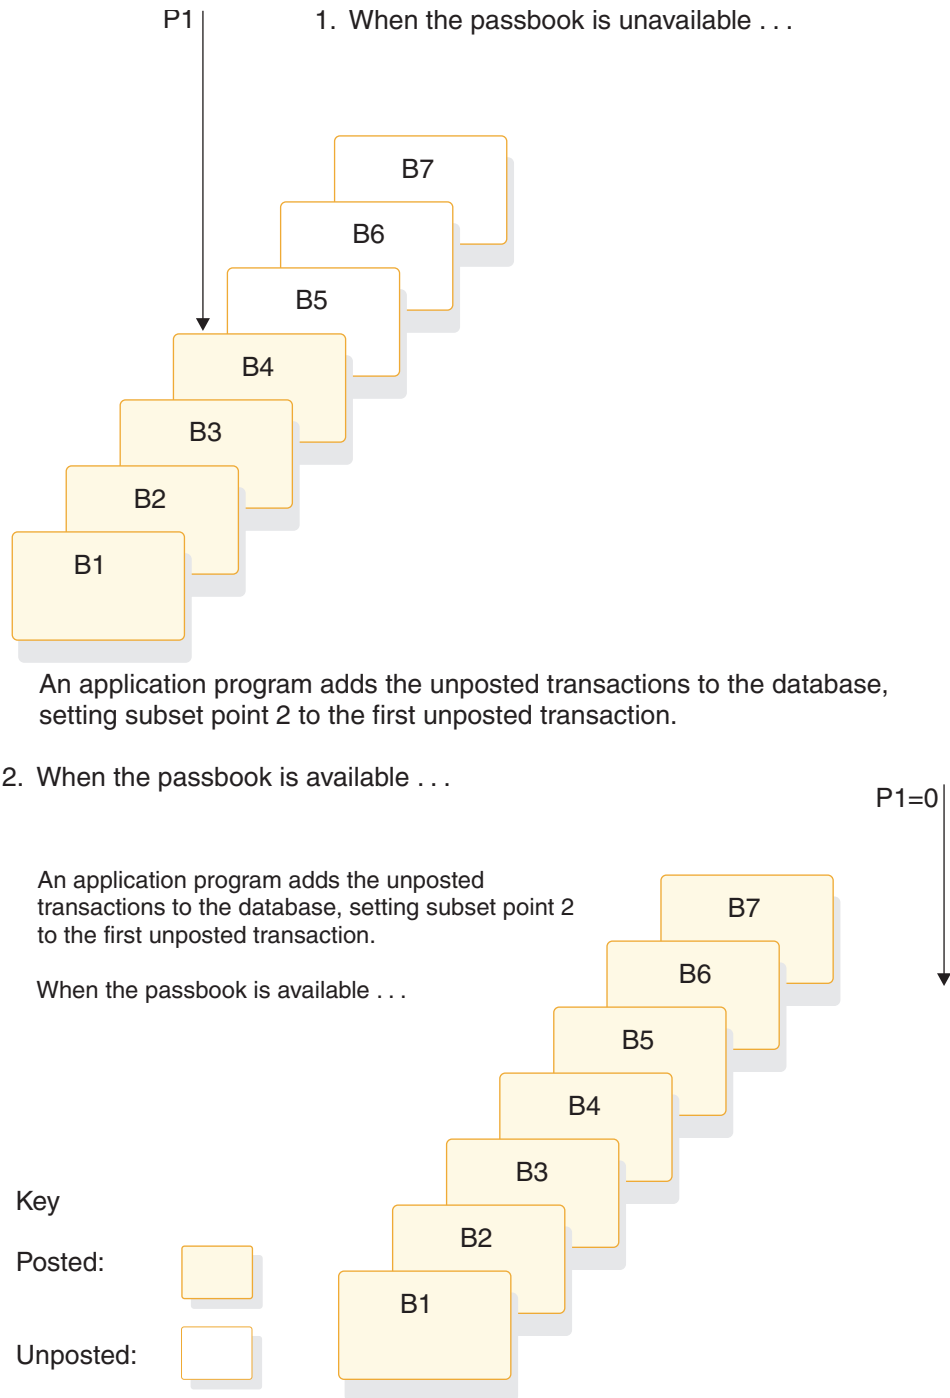 P1
1. When the passbook is unavailable . . .
B7
B6
B5
B4
B3
B2
B1
An application program adds the unposted transactions to the database,
setting subset point 2 to the first unposted transaction.
2. When the passbook is available . . .
P1=0
An application program adds the unposted
transactions to the database, setting subset point 2
to the first unposted transaction.
When the passbook is available . . .
B7
B6
B5
B4
B3
B2
B1
Key
Posted:
Unposted: